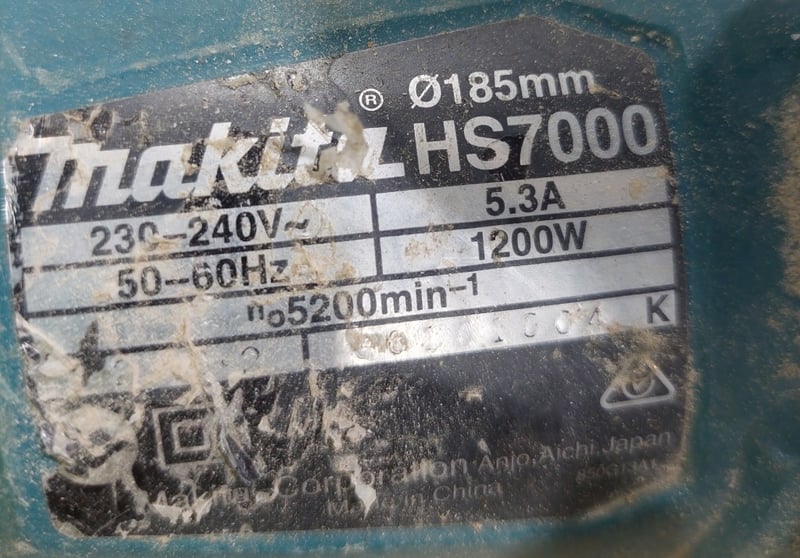 Ø185mm
makita® HS7000
230-240V~ 5.3A
50-60Hz 1200W
n₀5200min⁻¹
K
Makita Corporation Anjo, Aichi Japan
Made in China